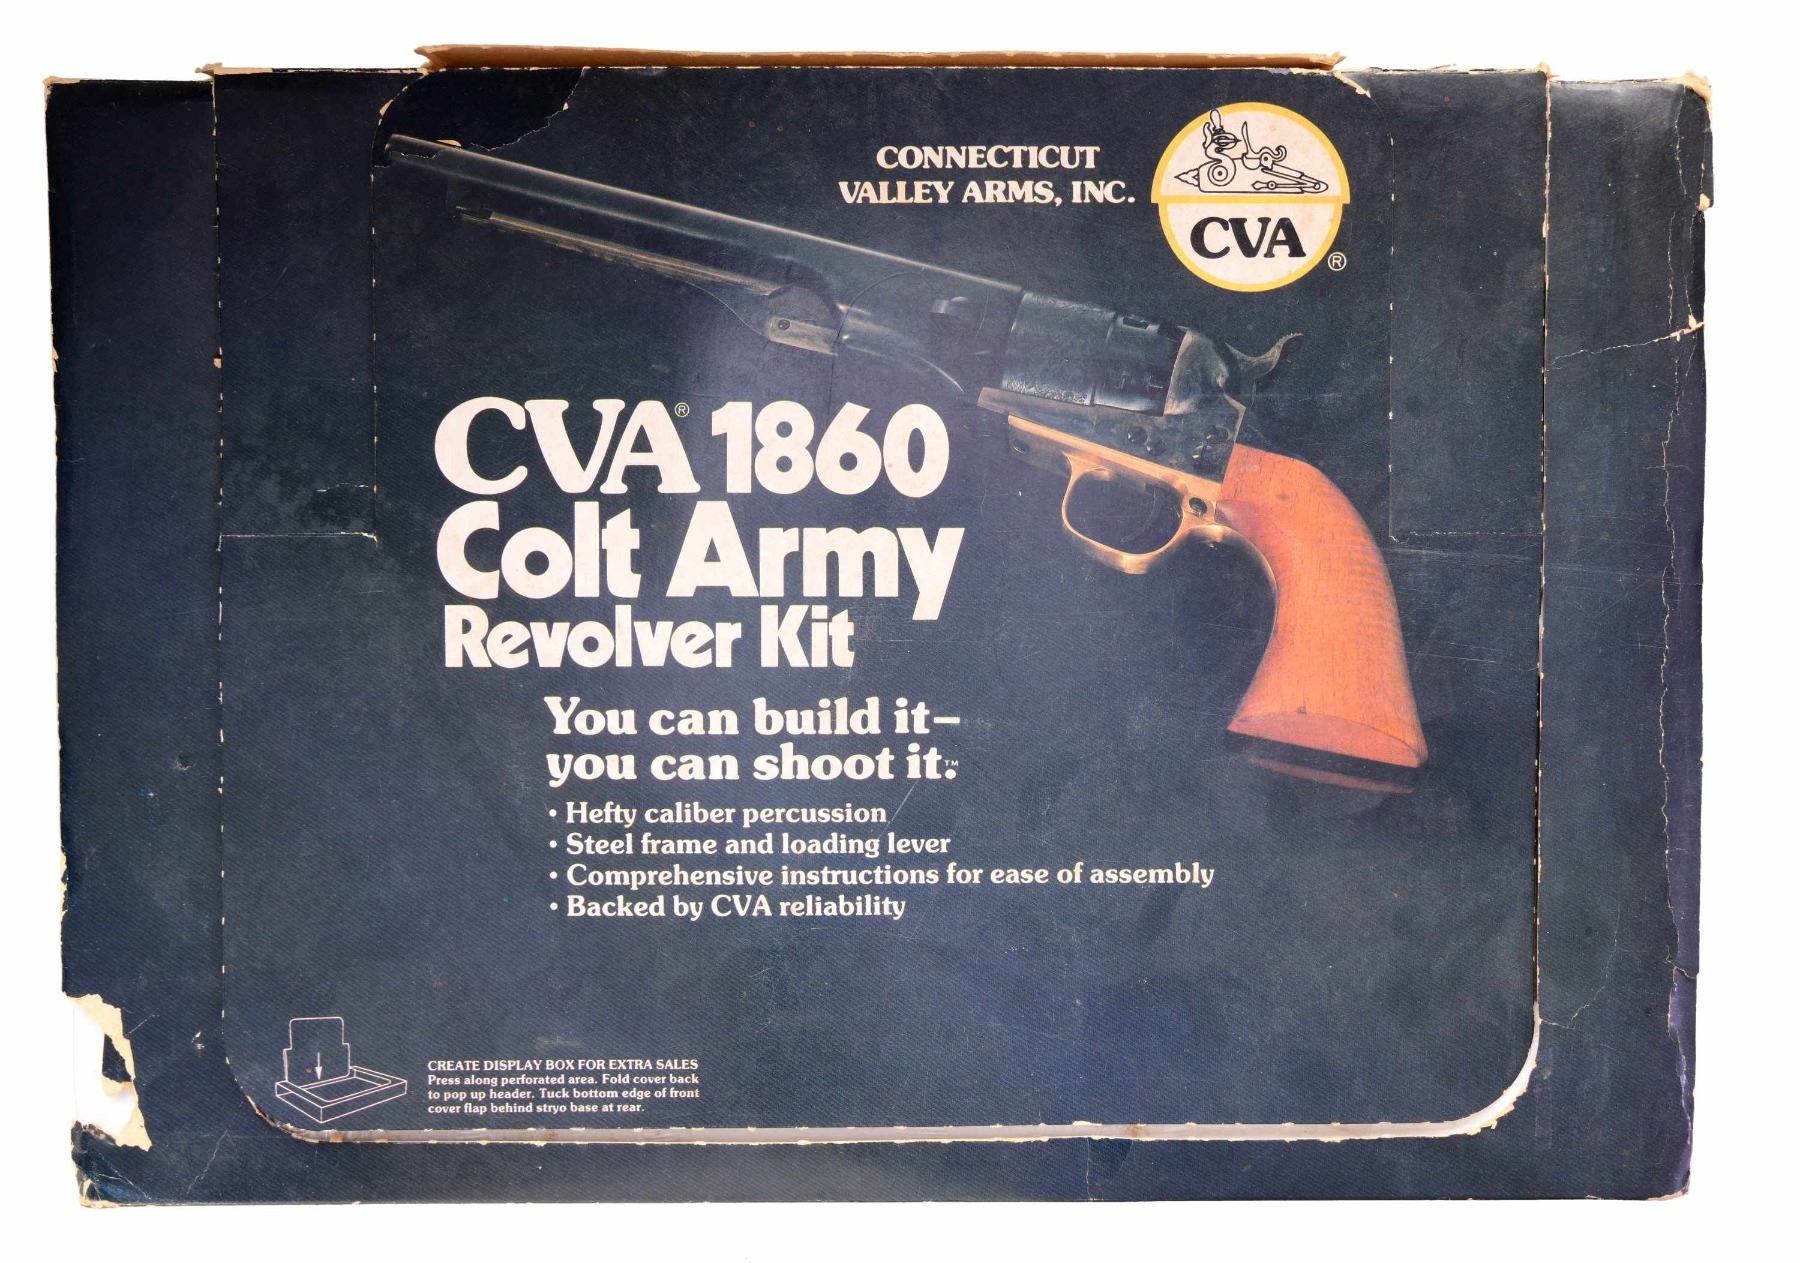 CONNECTICUT
VALLEY ARMS, INC.
CVA ®
CVA® 1860
Colt Army
Revolver Kit
You can build it–
you can shoot it.™
• Hefty caliber percussion
• Steel frame and loading lever
• Comprehensive instructions for ease of assembly
• Backed by CVA reliability
CREATE DISPLAY BOX FOR EXTRA SALES
Press along perforated area. Fold cover back
to pop up header. Tuck bottom edge of front
cover flap behind stryo base at rear.